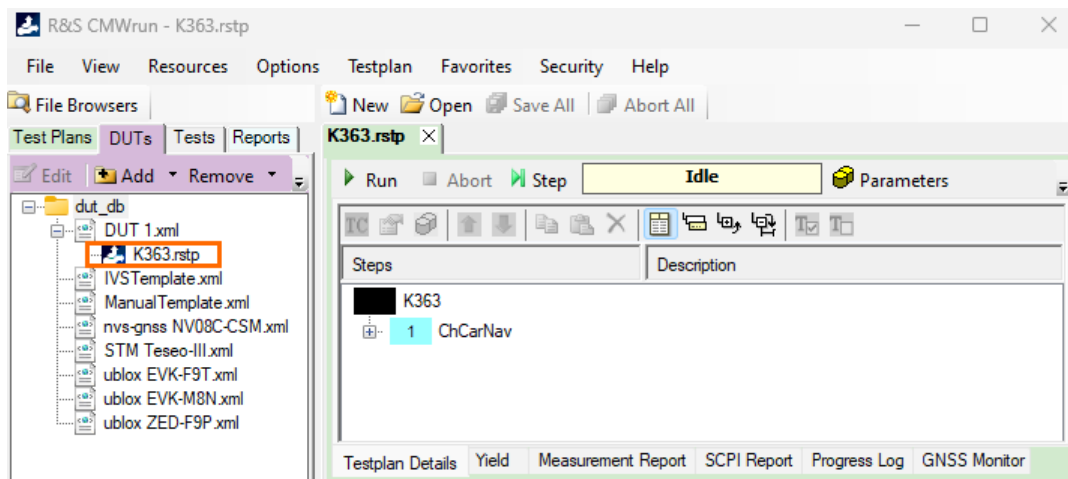 R&S CMWrun - K363.rstp
File View Resources Options Testplan Favorites Security Help
File Browsers New Open Save All Abort All
Test Plans DUTs Tests Reports K363.rstp
Edit Add Remove Run Abort Step Idle Parameters
dut_db
DUT 1.xml
K363.rstp
IVSTemplate.xml
ManualTemplate.xml
nvs-gnss NV08C-CSM.xml
STM Teseo-III.xml
ublox EVK-F9T.xml
ublox EVK-M8N.xml
ublox ZED-F9P.xml
TC
Steps Description
K363
1 ChCarNav
Testplan Details Yield Measurement Report SCPI Report Progress Log GNSS Monitor